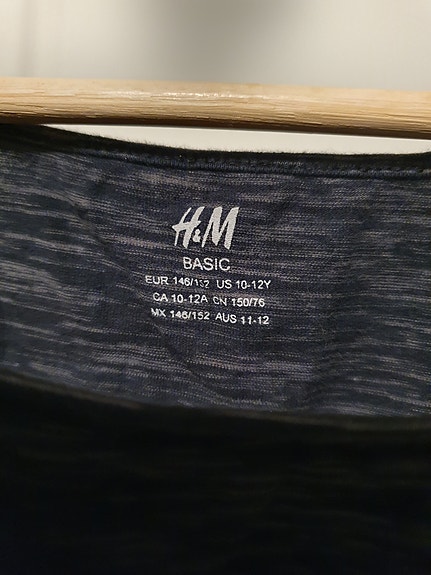 H&M
BASIC
EUR 146/152 US 10-12Y
CA 10-12A CN 150/76
MX 146/152 AUS 11-12